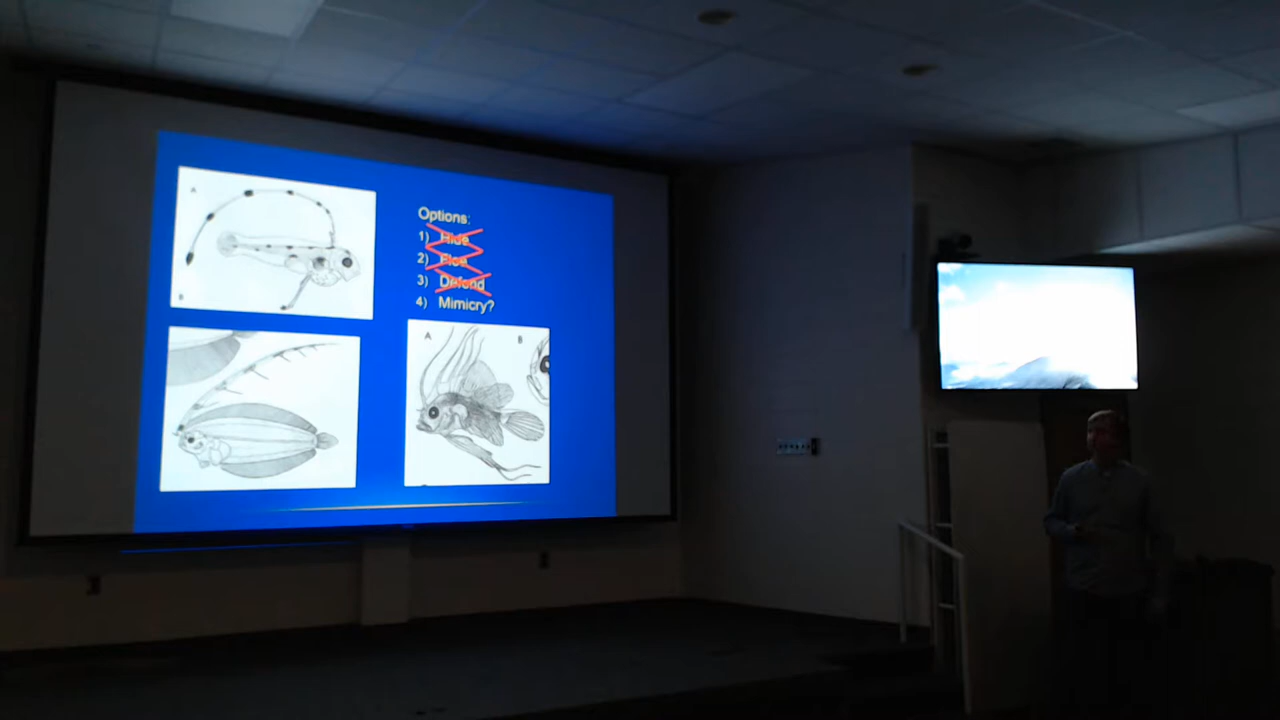 A
B
Options:
1) Hide
2) Flee
3) Defend
4) Mimicry?
A B